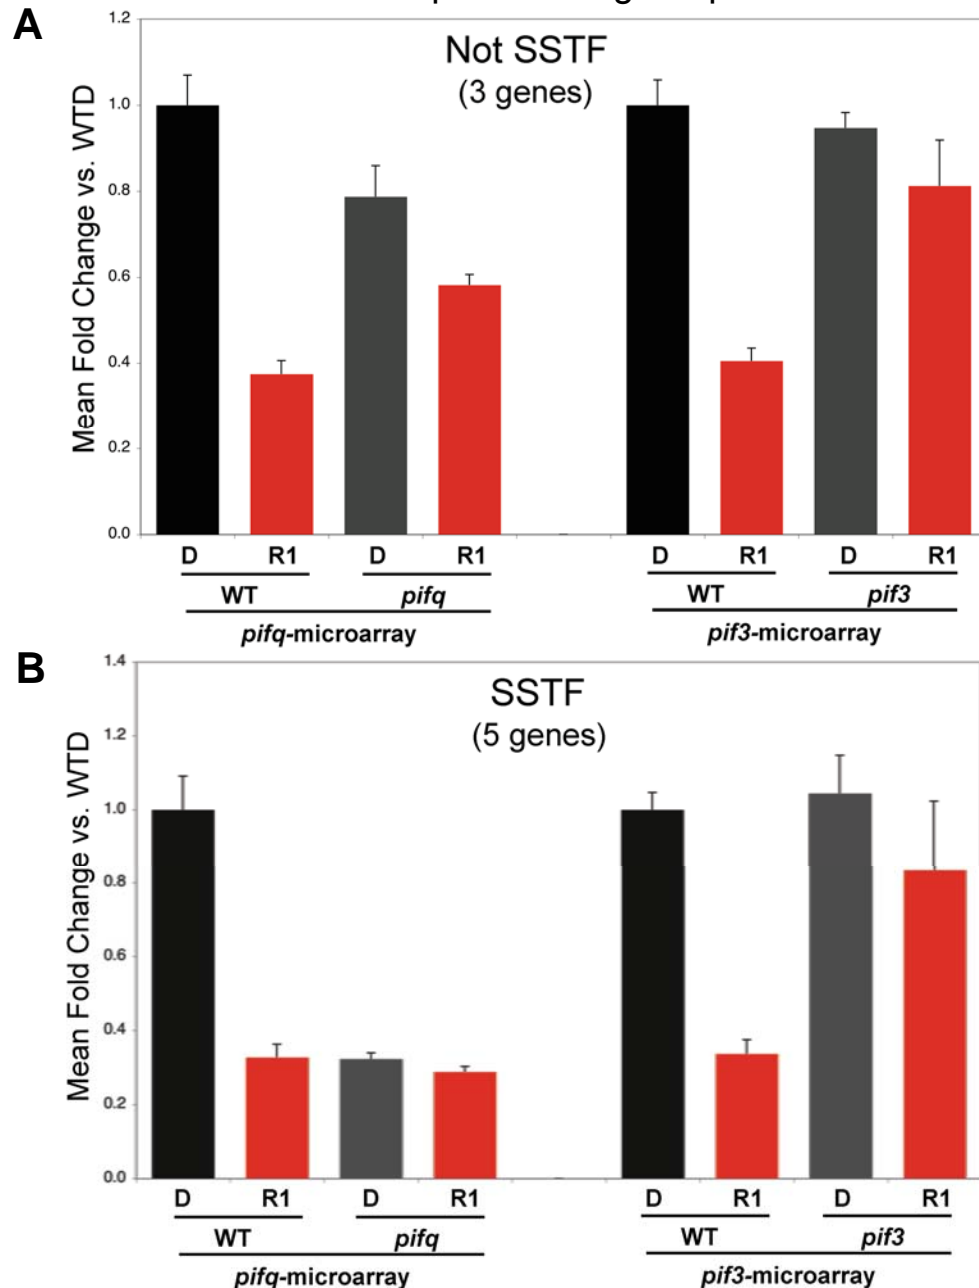 A
Not SSTF
(3 genes)
Mean Fold Change vs. WTD
1.2
1.0
0.8
0.6
0.4
0.2
0.0
D R1 D R1 D R1 D R1
WT pifq WT pif3
pifq-microarray pif3-microarray
B
SSTF
(5 genes)
Mean Fold Change vs. WTD
1.4
1.2
1.0
0.8
0.6
0.4
0.2
0.0
D R1 D R1 D R1 D R1
WT pifq WT pif3
pifq-microarray pif3-microarray